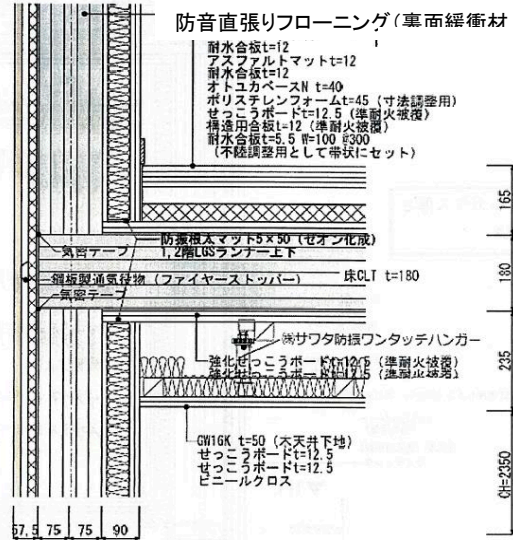 防音直張りフローニング(裏面緩衝材
耐水合板t=12
アスファルトマットt=12
耐水合板t=12
オトユカベースN t=40
ポリスチレンフォームt=45 (寸法調整用)
せっこうボードt=12.5 (準耐火被覆)
構造用合板t=12 (準耐火被覆)
耐水合板t=5.5 W=100 @300
(不陸調整用として帯状にセット)
165
防振根太マット5×50 (ゼオン化成)
気密テープ
1,2階LGSランナー上下
鋼板製通気役物 (ファイヤーストッパー)
床CLT t=180
180
気密テープ
㈱サワタ防振ワンタッチハンガー
235
強化せっこうボードt=12.5 (準耐火被覆)
強化せっこうボードt=12.5 (準耐火被覆)
GW16K t=50 (木天井下地)
せっこうボードt=12.5
せっこうボードt=12.5
ビニールクロス
CH=2350
57.5 75 75 90